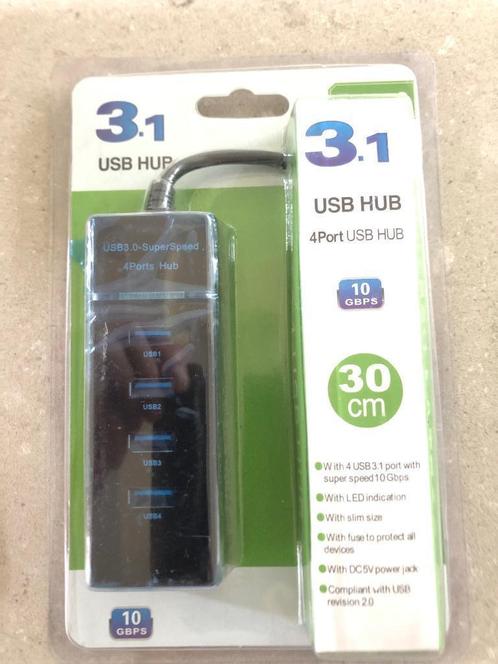 3.1
USB HUP
USB3.0-SuperSpeed
4Ports Hub
USB1
USB2
USB3
USB4
10
GBPS
3.1
USB HUB
4Port USB HUB
10
GBPS
30
cm
With 4 USB3.1 port with
super speed 10 Gbps
With LED indication
With slim size
With fuse to protect all
devices
With DC5V power jack
Compliant with USB
revision 2.0